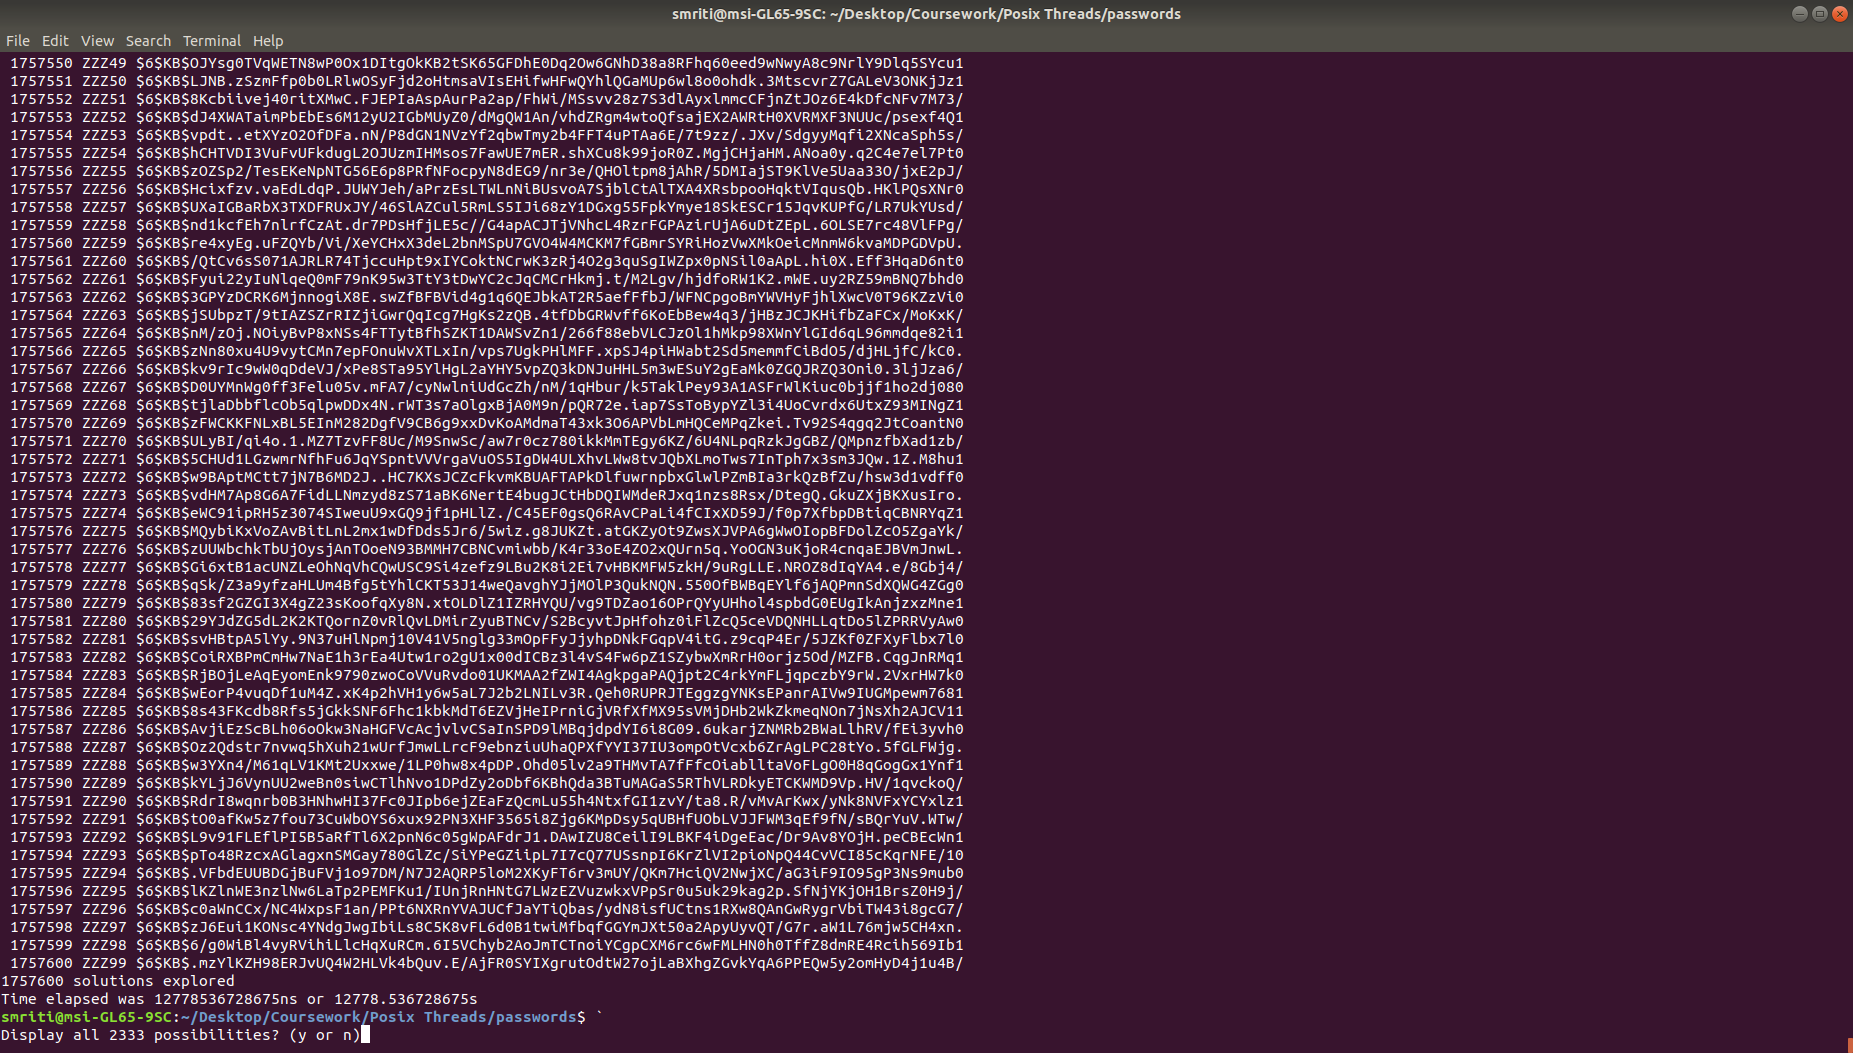 smriti@msi-GL65-9SC: ~/Desktop/Coursework/Posix Threads/passwords
File Edit View Search Terminal Help
1757550 ZZZ49 $6$KB$OJYsg0TVqWETN8wP0Ox1DItgOkKB2tSK65GFDhE0Dq2Ow6GNhD38a8RFhq60eed9wNwyA8c9NrlY9Dlq5SYcu1
1757551 ZZZ50 $6$KB$LJNB.zSzmFfp0b0LRlwOSyFjd2oHtmsaVIsEHifwHFwQYhlQGaMUp6wl8o0ohdk.3MtscvrZ7GALeV3ONKjJz1
1757552 ZZZ51 $6$KB$8Kcbiivej40ritXMwC.FJEPIaAspAurPa2ap/FhWi/MSsvv28z7S3dlAyxlmmcCFjnZtJOz6E4kDfcNFv7M73/
1757553 ZZZ52 $6$KB$dJ4XWATaimPbEbEs6M12yU2IGbMUyZ0/dMgQW1An/vhdZRgm4wtoQfsajEX2AWRtH0XVRMXF3NUUc/psexf4Q1
1757554 ZZZ53 $6$KB$vpdt..etXYzO2OfDFa.nN/P8dGN1NVzYf2qbwTmy2b4FFT4uPTAa6E/7t9zz/.JXv/SdgyyMqfi2XNcaSph5s/
1757555 ZZZ54 $6$KB$hCHTVDI3VuFvUFkdugL2OJUzmIHMsos7FawUE7mER.shXCu8k99joR0Z.MgjCHjaHM.ANoa0y.q2C4e7el7Pt0
1757556 ZZZ55 $6$KB$zOZSp2/TesEKeNpNTG56E6p8PRfNFocpyN8dEG9/nr3e/QHOltpm8jAhR/5DMIajST9KlVe5Uaa33O/jxE2pJ/
1757557 ZZZ56 $6$KB$Hcixfzv.vaEdLdqP.JUWYJeh/aPrzEsLTWLnNiBUsvoA7SjblCtAlTXA4XRsbpooHqktVIqusQb.HKlPQsXNr0
1757558 ZZZ57 $6$KB$UXaIGBaRbX3TXDFRUxJY/46SlAZCul5RmLS5IJi68zY1DGxg55FpkYmye18SkESCr15JqvKUPfG/LR7UkYUsd/
1757559 ZZZ58 $6$KB$nd1kcfEh7nlrfCzAt.dr7PDsHfjLE5c//G4apACJTjVNhcL4RzrFGPAzirUjA6uDtZEpL.6OLSE7rc48VlFPg/
1757560 ZZZ59 $6$KB$re4xyEg.uFZQYb/Vi/XeYCHxX3deL2bnMSpU7GVO4W4MCKM7fGBmrSYRiHozVwXMkOeicMnmW6kvaMDPGDVpU.
1757561 ZZZ60 $6$KB$/QtCv6sS071AJRLR74TjccuHpt9xIYCoktNCrwK3zRj4O2g3quSgIWZpx0pNSil0aApL.hi0X.Eff3HqaD6nt0
1757562 ZZZ61 $6$KB$Fyui22yIuNlqeQ0mF79nK95w3TtY3tDwYC2cJqCMCrHkmj.t/M2Lgv/hjdfoRW1K2.mWE.uy2RZ59mBNQ7bhd0
1757563 ZZZ62 $6$KB$3GPYzDCRK6MjnnogiX8E.swZfBFBVid4g1q6QEJbkAT2R5aefFfbJ/WFNCpgoBmYWVHyFjhlXwcV0T96KZzVi0
1757564 ZZZ63 $6$KB$jSUbpzT/9tIAZSZrRIZjiGwrQqIcg7HgKs2zQB.4tfDbGRWvff6KoEbBew4q3/jHBzJCJKHifbZaFCx/MoKxK/
1757565 ZZZ64 $6$KB$nM/zOj.NOiyBvP8xNSs4FTTytBfhSZKT1DAWSvZn1/266f88ebVLCJzOl1hMkp98XWnYlGId6qL96mmdqe82i1
1757566 ZZZ65 $6$KB$zNn80xu4U9vytCMn7epFOnuWvXTLxIn/vps7UgkPHlMFF.xpSJ4piHWabt2Sd5memmfCiBdO5/djHLjfC/kC0.
1757567 ZZZ66 $6$KB$kv9rIc9wW0qDdeVJ/xPe8STa95YlHgL2aYHY5vpZQ3kDNJuHHL5m3wESuY2gEaMk0ZGQJRZQ3Oni0.3ljJza6/
1757568 ZZZ67 $6$KB$D0UYMnWg0ff3Felu05v.mFA7/cyNwlniUdGcZh/nM/1qHbur/k5TaklPey93A1ASFrWlKiuc0bjjf1ho2dj080
1757569 ZZZ68 $6$KB$tjlaDbbflcOb5qlpwDDx4N.rWT3s7aOlgxBjA0M9n/pQR72e.iap7SsToBypYZl3i4UoCvrdx6UtxZ93MINgZ1
1757570 ZZZ69 $6$KB$zFWCKKFNLxBL5EInM282DgfV9CB6g9xxDvKoAMdmaT43xk3O6APVbLmHQCeMPqZkei.Tv92S4qgq2JtCoantN0
1757571 ZZZ70 $6$KB$ULyBI/qi4o.1.MZ7TzvFF8Uc/M9SnwSc/aw7r0cz780ikkMmTEgy6KZ/6U4NLpqRzkJgGBZ/QMpnzfbXad1zb/
1757572 ZZZ71 $6$KB$5CHUd1LGzwmrNfhFu6JqYSpntVVVrgaVuOS5IgDW4ULXhvLWw8tvJQbXLmoTws7InTph7x3sm3JQw.1Z.M8hu1
1757573 ZZZ72 $6$KB$w9BAptMCtt7jN7B6MD2J..HC7KXsJCZcFkvmKBUAFTAPkDlfuwrnpbxGlwlPZmBIa3rkQzBfZu/hsw3d1vdff0
1757574 ZZZ73 $6$KB$vdHM7Ap8G6A7FidLLNmzyd8zS71aBK6NertE4bugJCtHbDQIWMdeRJxq1nzs8Rsx/DtegQ.GkuZXjBKXusIro.
1757575 ZZZ74 $6$KB$eWC91ipRH5z3074SIweuU9xGQ9jf1pHLlZ./C45EF0gsQ6RAvCPaLi4fCIxXD59J/f0p7XfbpDBtiqCBNRYqZ1
1757576 ZZZ75 $6$KB$MQybiKxVoZAvBitLnL2mx1wDfDds5Jr6/5wiz.g8JUKZt.atGKZyOt9ZwsXJVPA6gWwOIopBFDolZcO5ZgaYk/
1757577 ZZZ76 $6$KB$zUUWbchkTbUjOysjAnTOoeN93BMMH7CBNCvmiwbb/K4r33oE4ZO2xQUrn5q.YoOGN3uKjoR4cnqaEJBVmJnwL.
1757578 ZZZ77 $6$KB$Gi6xtB1acUNZLeOhNqVhCQwUSC9Si4zefz9LBu2K8i2Ei7vHBKMFW5zkH/9uRgLLE.NROZ8dIqYA4.e/8Gbj4/
1757579 ZZZ78 $6$KB$qSk/Z3a9yfzaHLUm4Bfg5tYhlCKT53J14weQavghYJjMOlP3QukNQN.550OfBWBqEYlf6jAQPmnSdXQWG4ZGg0
1757580 ZZZ79 $6$KB$83sf2GZGI3X4gZ23sKoofqXy8N.xtOLDlZ1IZRHYQU/vg9TDZao16OPrQYyUHhol4spbdG0EUgIkAnjzxzMne1
1757581 ZZZ80 $6$KB$29YJdZG5dL2K2KTQornZ0vRlQvLDMirZyuBTNCv/S2BcyvtJpHfohz0iFlZcQ5ceVDQNHLLqtDo5lZPRRVyAw0
1757582 ZZZ81 $6$KB$svHBtpA5lYy.9N37uHlNpmj10V41V5nglg33mOpFFyJjyhpDNkFGqpV4itG.z9cqP4Er/5JZKf0ZFXyFlbx7l0
1757583 ZZZ82 $6$KB$CoiRXBPmCmHw7NaE1h3rEa4Utw1ro2gU1x00dICBz3l4vS4Fw6pZ1SZybwXmRrH0orjz5Od/MZFB.CqgJnRMq1
1757584 ZZZ83 $6$KB$RjBOjLeAqEyomEnk9790zwoCoVVuRvdo01UKMAA2fZWI4AgkpgaPAQjpt2C4rkYmFLjqpczbY9rW.2VxrHW7k0
1757585 ZZZ84 $6$KB$wEorP4vuqDf1uM4Z.xK4p2hVH1y6w5aL7J2b2LNILv3R.Qeh0RUPRJTEggzgYNKsEPanrAIVw9IUGMpewm7681
1757586 ZZZ85 $6$KB$8s43FKcdb8Rfs5jGkkSNF6Fhc1kbkMdT6EZVjHeIPrniGjVRfXfMX95sVMjDHb2WkZkmeqNOn7jNsXh2AJCV11
1757587 ZZZ86 $6$KB$AvjiEzScBLh06oOkw3NaHGFVcAcjvlvCSaInSPD9lMBqjdpdYI6i8G09.6ukarjZNMRb2BWaLlhRV/fEi3yvh0
1757588 ZZZ87 $6$KB$Oz2Qdstr7nvwq5hXuh21wUrfJmwLLrcF9ebnziuUhaQPXfYYI37IU3ompOtVcxb6ZrAgLPC28tYo.5fGLFWjg.
1757589 ZZZ88 $6$KB$w3YXn4/M61qLV1KMt2Uxxwe/1LP0hw8x4pDP.Ohd05lv2a9THMvTA7fFfcOiablltaVoFLgO0H8qGogGx1Ynf1
1757590 ZZZ89 $6$KB$kYLjJ6VynUU2weBn0siwCTlhNvo1DPdZy2oDbf6KBhQda3BTuMAGaS5RThVLRDkyETCKWMD9Vp.HV/1qvckoQ/
1757591 ZZZ90 $6$KB$RdrI8wqnrb0B3HNhwHI37Fc0JIpb6ejZEaFzQcmLu55h4NtxfGI1zvY/ta8.R/vMvArKwx/yNk8NVFxYCYxlz1
1757592 ZZZ91 $6$KB$tO0afKw5z7fou73CuWbOYS6xux92PN3XHF3565i8Zjg6KMpDsy5qUBHfUObLVJJFWM3qEf9fN/sBQrYuV.WTw/
1757593 ZZZ92 $6$KB$L9v91FLEflPI5B5aRfTl6X2pnN6c05gWpAFdrJ1.DAwIZU8CeilI9LBKF4iDgeEac/Dr9Av8YOjH.peCBEcWn1
1757594 ZZZ93 $6$KB$pTo48RzcxAGlagxnSMGay780GlZc/SiYPeGZiipL7I7cQ77USsnpI6KrZlVI2pioNpQ44CvVCI85cKqrNFE/10
1757595 ZZZ94 $6$KB$.VFbdEUUBDGjBuFVj1o97DM/N7J2AQRP5loM2XKyFT6rv3mUY/QKm7HciQV2NwjXC/aG3iF9IO95gP3Ns9mub0
1757596 ZZZ95 $6$KB$lKZlnWE3nzlNw6LaTp2PEMFKu1/IUnjRnHNtG7LWzEZVuzwkxVPpSr0u5uk29kag2p.SfNjYKjOH1BrsZ0H9j/
1757597 ZZZ96 $6$KB$c0aWnCCx/NC4WxpsF1an/PPt6NXRnYVAJUCfJaYTiQbas/ydN8isfUCtns1RXw8QAnGwRygrVbiTW43i8gcG7/
1757598 ZZZ97 $6$KB$zJ6Eui1KONsc4YNdgJwgIbiLs8C5K8vFL6d0B1twiMfbqfGGYmJXt50a2ApyUyvQT/G7r.aW1L76mjw5CH4xn.
1757599 ZZZ98 $6$KB$6/g0WiBl4vyRVihiLlcHqXuRCm.6I5VChyb2AoJmTCTnoiYCgpCXM6rc6wFMLHN0h0TffZ8dmRE4Rcih569Ib1
1757600 ZZZ99 $6$KB$.mzYlKZH98ERJvUQ4W2HLVk4bQuv.E/AjFR0SYIXgrutOdtW27ojLaBXhgZGvkYqA6PPEQw5y2omHyD4j1u4B/
1757600 solutions explored
Time elapsed was 12778536728675ns or 12778.536728675s
smriti@msi-GL65-9SC:~/Desktop/Coursework/Posix Threads/passwords$ `
Display all 2333 possibilities? (y or n)